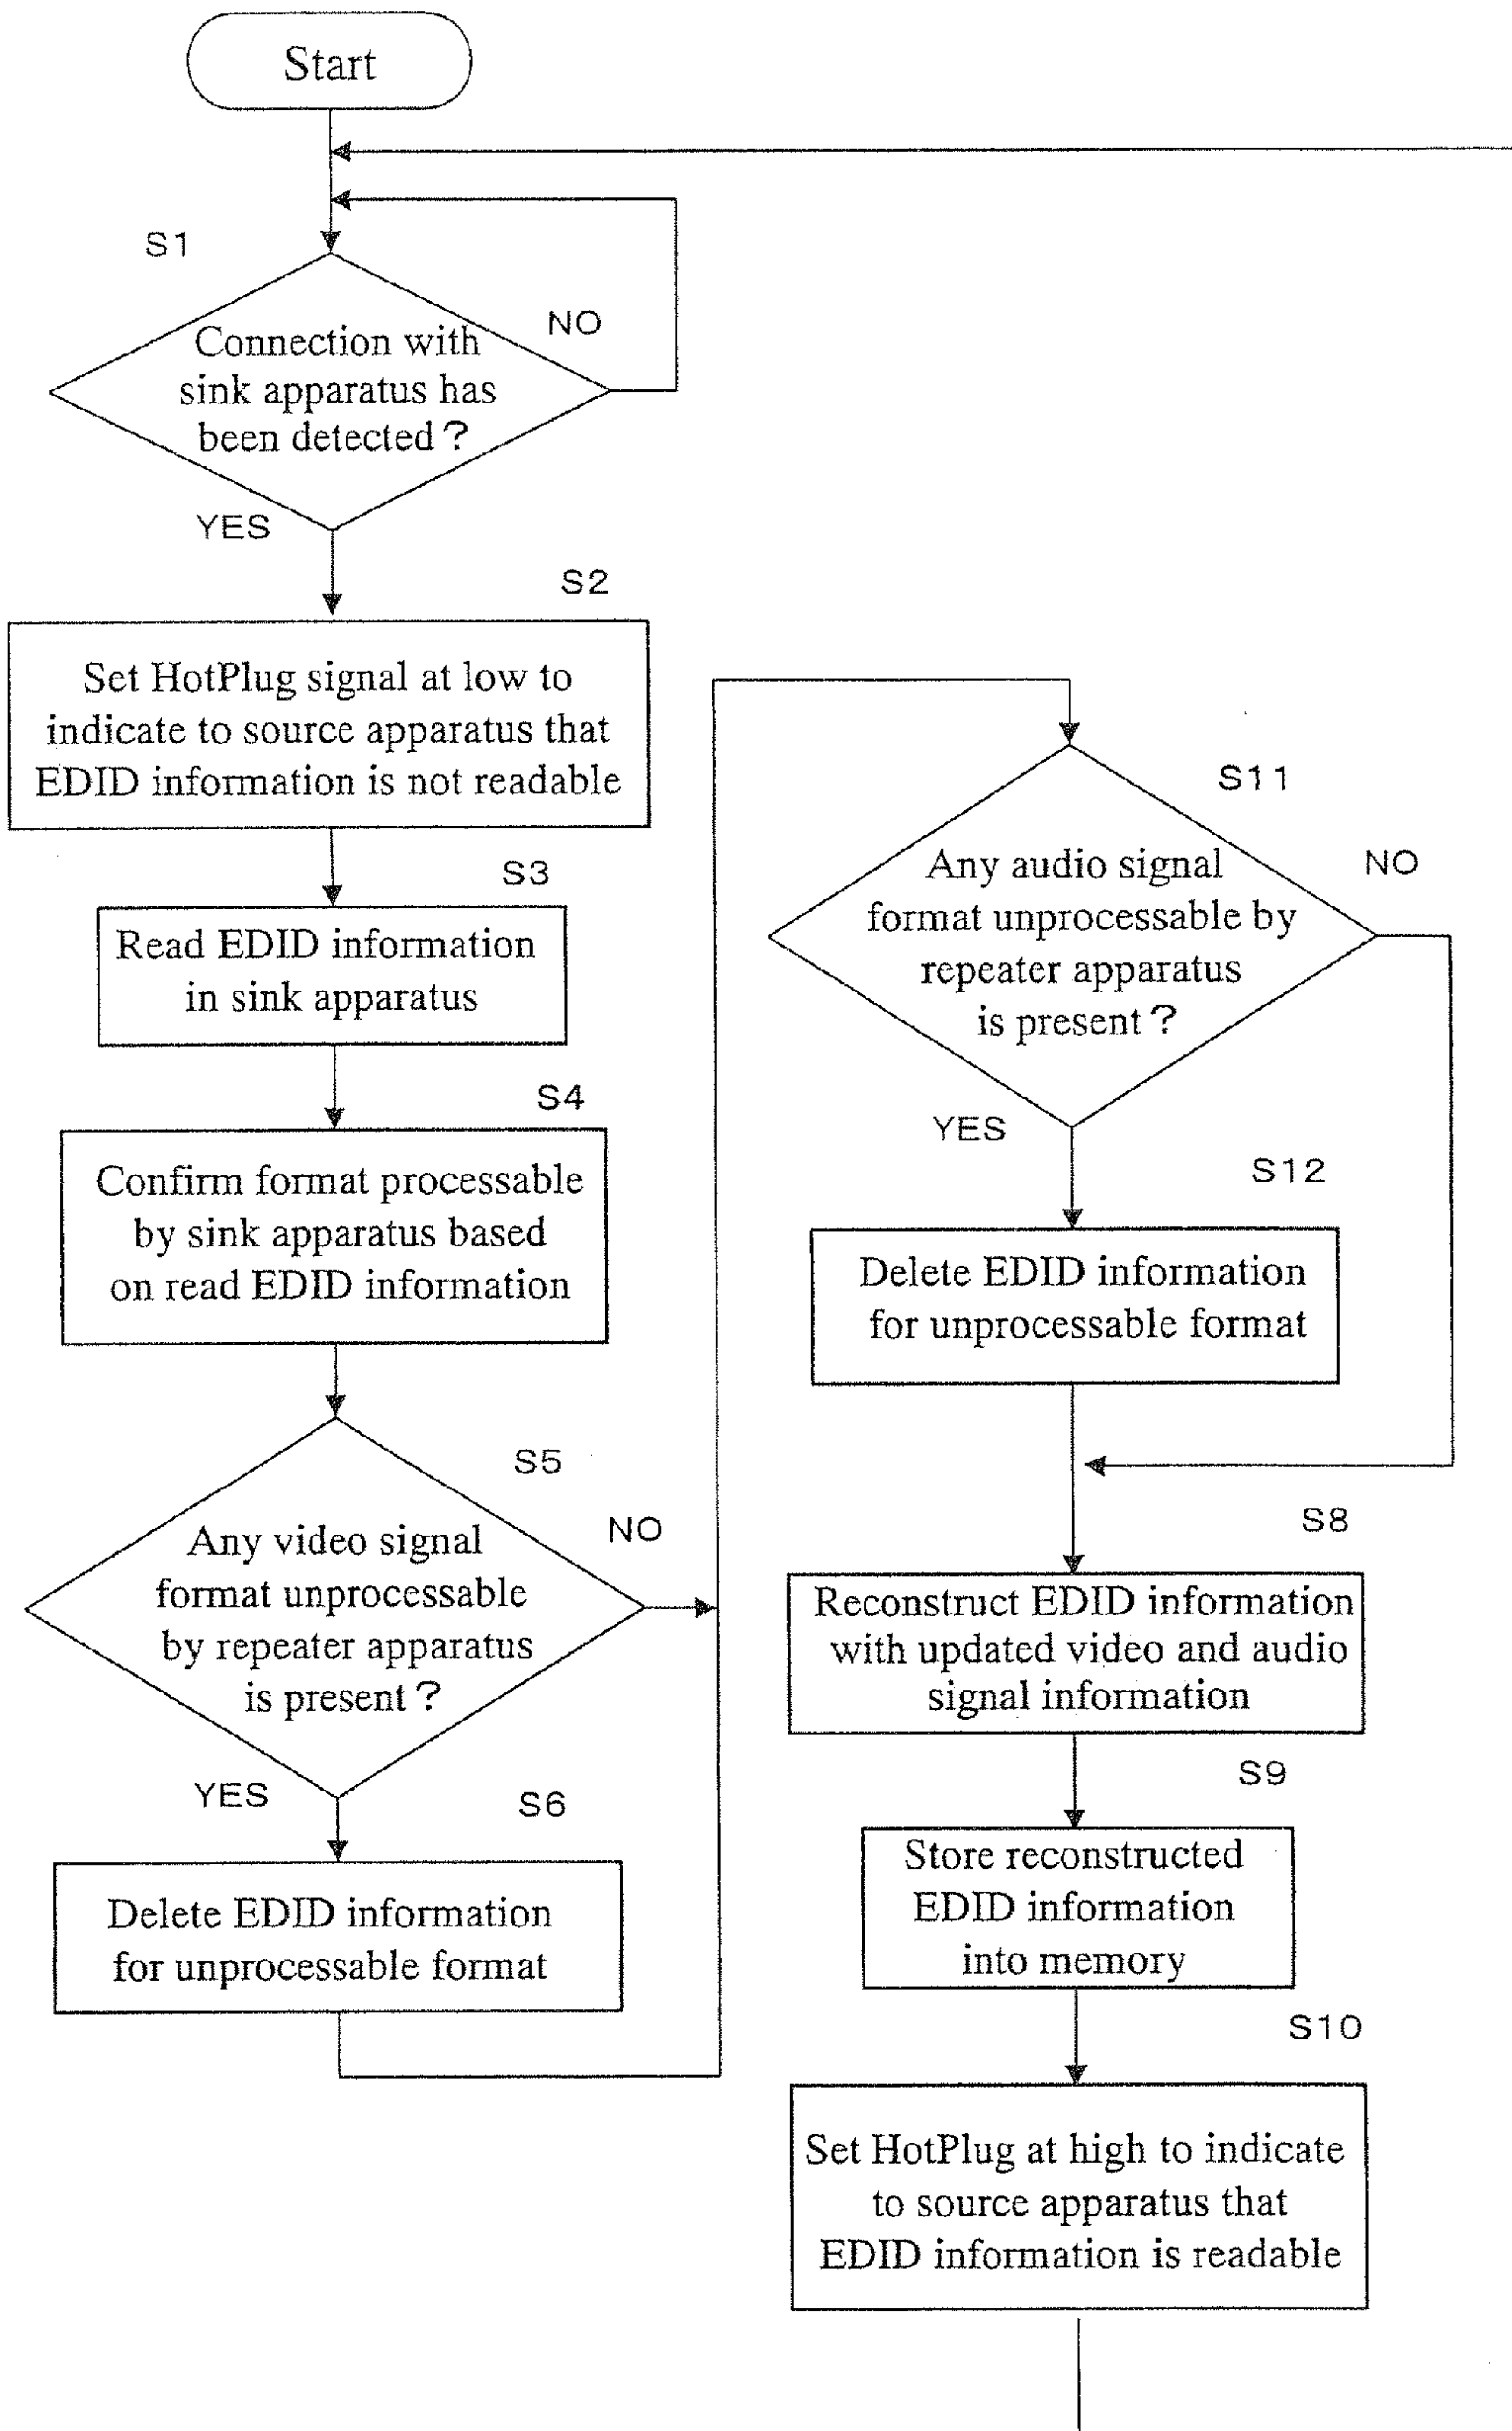 Start
S1
Connection with
sink apparatus has
been detected?
NO
YES
S2
Set HotPlug signal at low to
indicate to source apparatus that
EDID information is not readable
S3
Read EDID information
in sink apparatus
S4
Confirm format processable
by sink apparatus based
on read EDID information
S5
Any video signal
format unprocessable
by repeater apparatus
is present?
NO
YES
S6
Delete EDID information
for unprocessable format
S11
Any audio signal
format unprocessable by
repeater apparatus
is present?
NO
YES
S12
Delete EDID information
for unprocessable format
S8
Reconstruct EDID information
with updated video and audio
signal information
S9
Store reconstructed
EDID information
into memory
S10
Set HotPlug at high to indicate
to source apparatus that
EDID information is readable